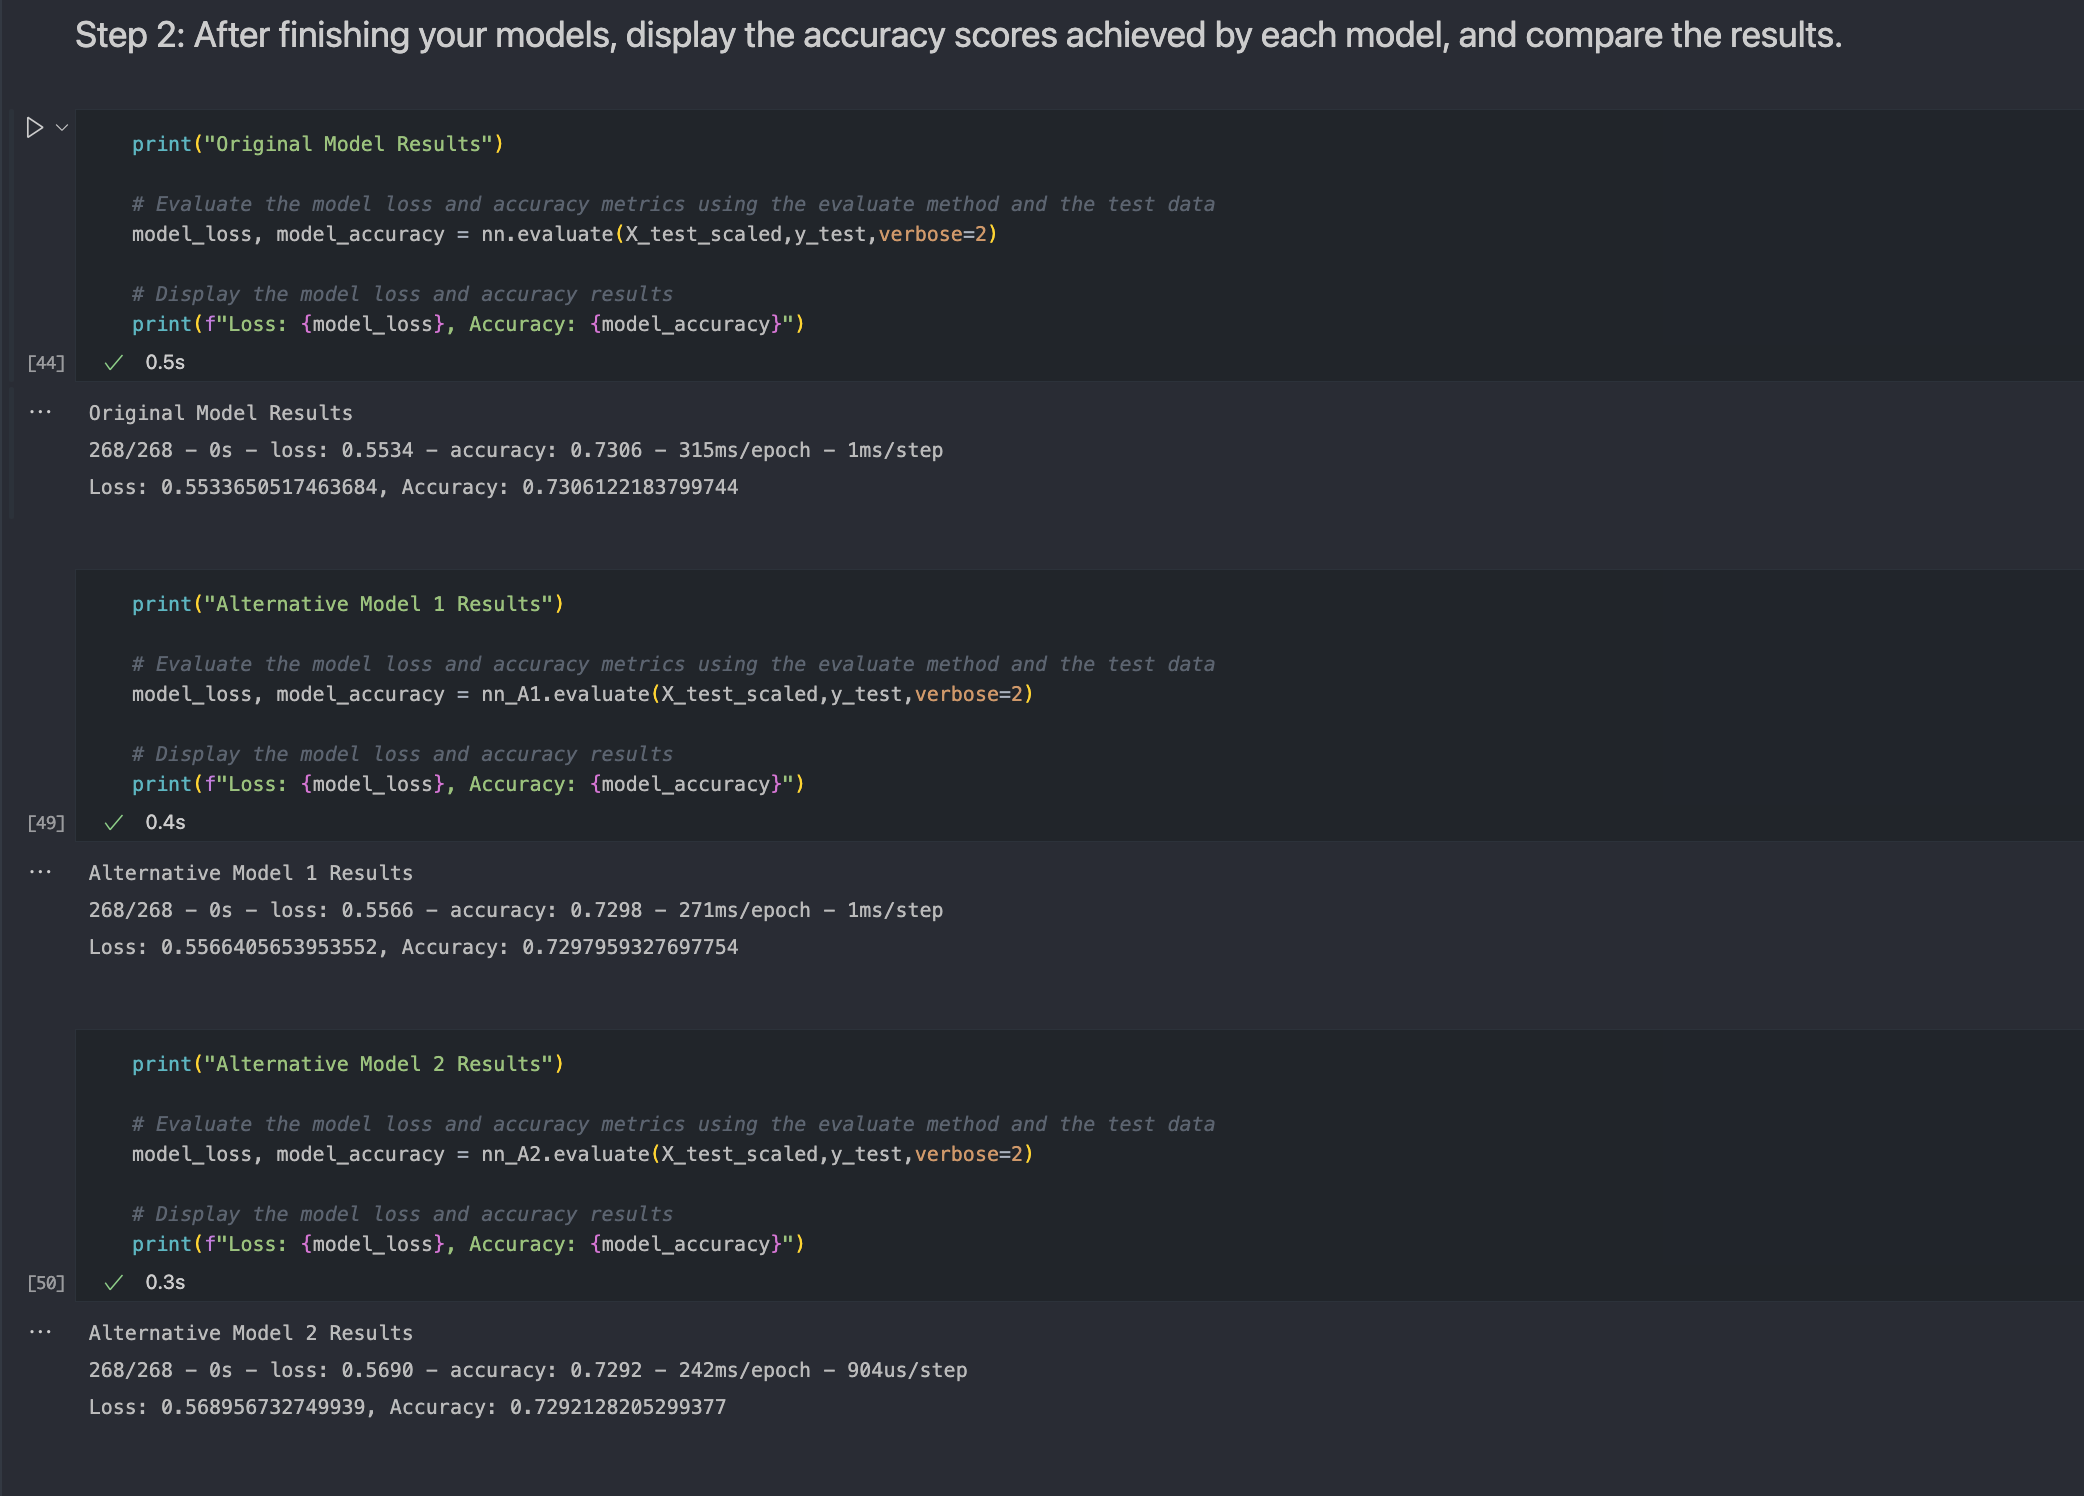 Step 2: After finishing your models, display the accuracy scores achieved by each model, and compare the results.
print("Original Model Results")
# Evaluate the model loss and accuracy metrics using the evaluate method and the test data
model_loss, model_accuracy = nn.evaluate(X_test_scaled,y_test,verbose=2)
# Display the model loss and accuracy results
print(f"Loss: {model_loss}, Accuracy: {model_accuracy}")
[44] ✓ 0.5s
... Original Model Results
268/268 - 0s - loss: 0.5534 - accuracy: 0.7306 - 315ms/epoch - 1ms/step
Loss: 0.5533650517463684, Accuracy: 0.7306122183799744
print("Alternative Model 1 Results")
# Evaluate the model loss and accuracy metrics using the evaluate method and the test data
model_loss, model_accuracy = nn_A1.evaluate(X_test_scaled,y_test,verbose=2)
# Display the model loss and accuracy results
print(f"Loss: {model_loss}, Accuracy: {model_accuracy}")
[49] ✓ 0.4s
... Alternative Model 1 Results
268/268 - 0s - loss: 0.5566 - accuracy: 0.7298 - 271ms/epoch - 1ms/step
Loss: 0.5566405653953552, Accuracy: 0.7297959327697754
print("Alternative Model 2 Results")
# Evaluate the model loss and accuracy metrics using the evaluate method and the test data
model_loss, model_accuracy = nn_A2.evaluate(X_test_scaled,y_test,verbose=2)
# Display the model loss and accuracy results
print(f"Loss: {model_loss}, Accuracy: {model_accuracy}")
[50] ✓ 0.3s
... Alternative Model 2 Results
268/268 - 0s - loss: 0.5690 - accuracy: 0.7292 - 242ms/epoch - 904us/step
Loss: 0.568956732749939, Accuracy: 0.7292128205299377